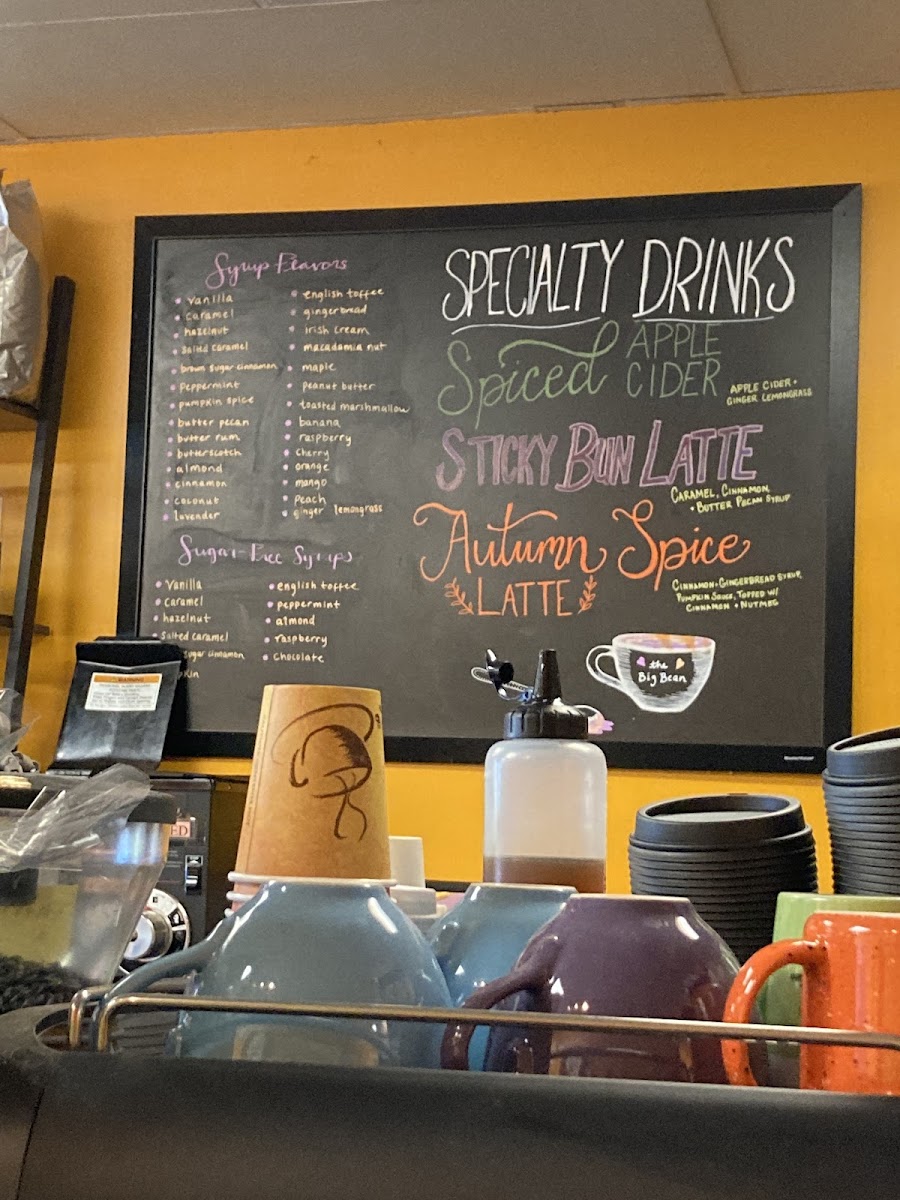 Syrup Flavors
vanilla
caramel
hazelnut
salted caramel
brown sugar cinnamon
peppermint
pumpkin spice
butter pecan
butter rum
butterscotch
almond
cinnamon
coconut
lavender
english toffee
gingerbread
irish cream
macadamia nut
maple
peanut butter
toasted marshmallow
banana
raspberry
cherry
orange
mango
peach
ginger lemongrass
Sugar-Free Syrups
vanilla
caramel
hazelnut
salted caramel
sugar cinnamon
kin
english toffee
peppermint
almond
raspberry
chocolate
SPECIALTY DRINKS
Spiced APPLE CIDER
APPLE CIDER +
GINGER LEMONGRASS
STICKY BUN LATTE
CARAMEL, CINNAMON,
+ BUTTER PECAN SYRUP
Autumn Spice
LATTE
CINNAMON + GINGERBREAD SYRUP,
PUMPKIN SAUCE, TOPPED W/
CINNAMON + NUTMEG
the
Big Bean
WARNING